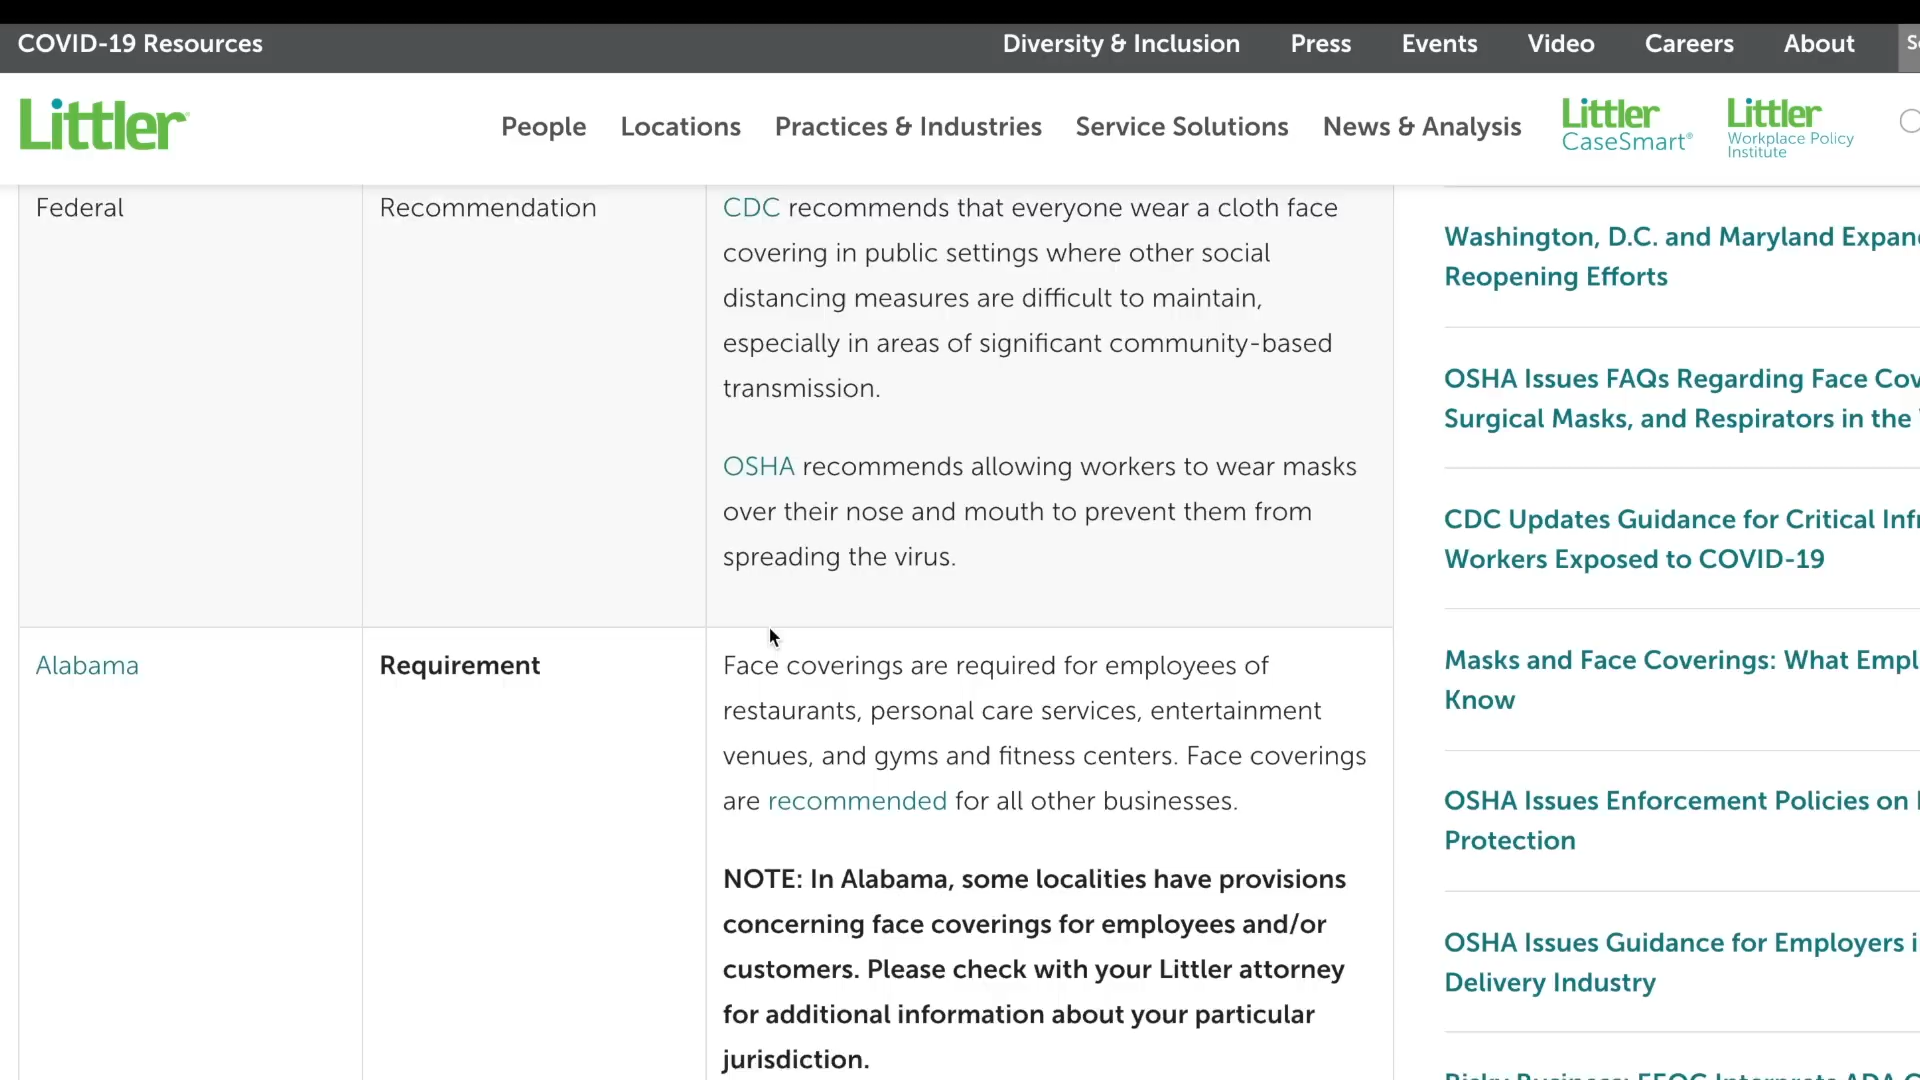 COVID-19 Resources
Diversity & Inclusion Press Events Video Careers About
Littler
People Locations Practices & Industries Service Solutions News & Analysis
Littler
CaseSmart®
Littler
Workplace Policy
Institute
Federal
Recommendation
CDC recommends that everyone wear a cloth face
covering in public settings where other social
distancing measures are difficult to maintain,
especially in areas of significant community-based
transmission.
OSHA recommends allowing workers to wear masks
over their nose and mouth to prevent them from
spreading the virus.
Alabama
Requirement
Face coverings are required for employees of
restaurants, personal care services, entertainment
venues, and gyms and fitness centers. Face coverings
are recommended for all other businesses.
NOTE: In Alabama, some localities have provisions
concerning face coverings for employees and/or
customers. Please check with your Littler attorney
for additional information about your particular
jurisdiction.
Washington, D.C. and Maryland Expan
Reopening Efforts
OSHA Issues FAQs Regarding Face Cov
Surgical Masks, and Respirators in the
CDC Updates Guidance for Critical Infr
Workers Exposed to COVID-19
Masks and Face Coverings: What Empl
Know
OSHA Issues Enforcement Policies on
Protection
OSHA Issues Guidance for Employers i
Delivery Industry